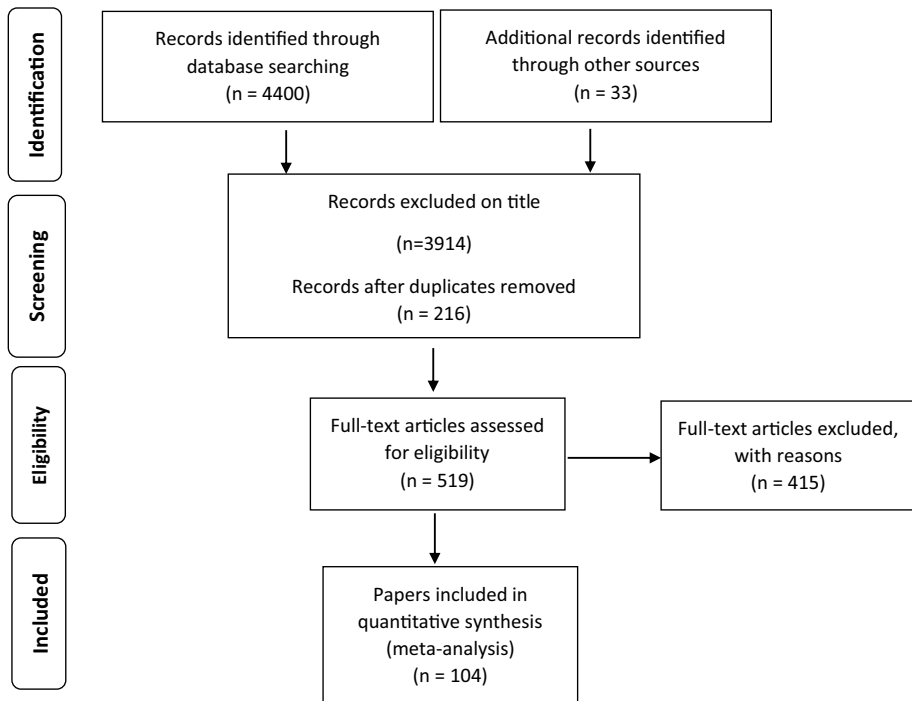 Identification
Records identified through
database searching
(n = 4400)
Additional records identified
through other sources
(n = 33)
Screening
Records excluded on title
(n=3914)
Records after duplicates removed
(n = 216)
Eligibility
Full-text articles assessed
for eligibility
(n = 519)
Full-text articles excluded,
with reasons
(n = 415)
Included
Papers included in
quantitative synthesis
(meta-analysis)
(n = 104)